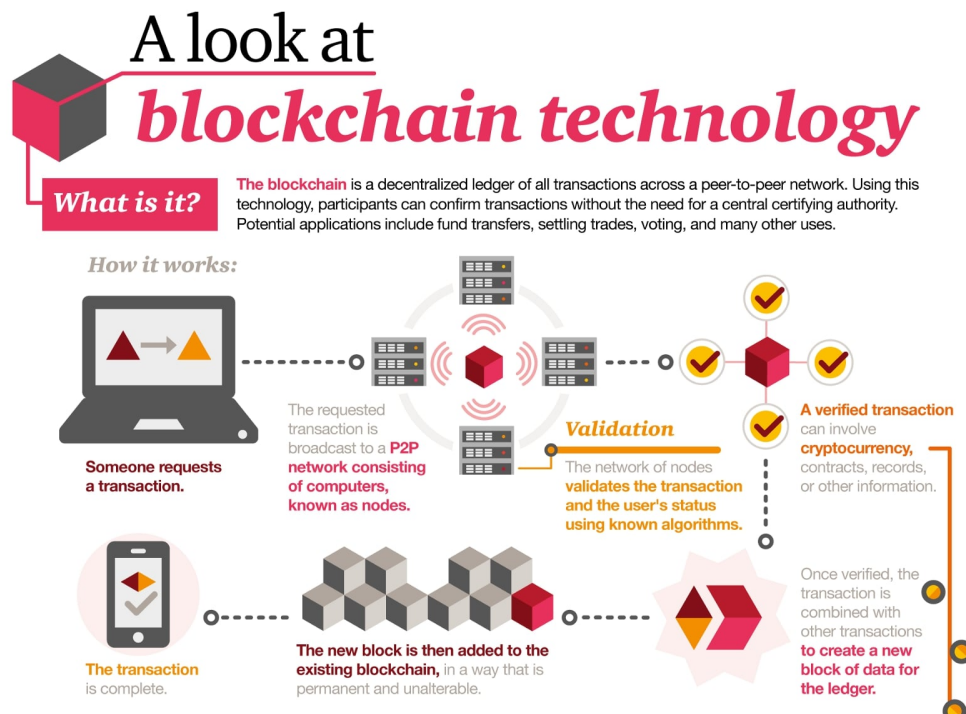 A look at
blockchain technology
What is it?
The blockchain is a decentralized ledger of all transactions across a peer-to-peer network. Using this
technology, participants can confirm transactions without the need for a central certifying authority.
Potential applications include fund transfers, settling trades, voting, and many other uses.
How it works:
Someone requests
a transaction.
The requested
transaction is
broadcast to a P2P
network consisting
of computers,
known as nodes.
Validation
The network of nodes
validates the transaction
and the user's status
using known algorithms.
A verified transaction
can involve
cryptocurrency,
contracts, records,
or other information.
Once verified, the
transaction is
combined with
other transactions
to create a new
block of data for
the ledger.
The new block is then added to the
existing blockchain, in a way that is
permanent and unalterable.
The transaction
is complete.